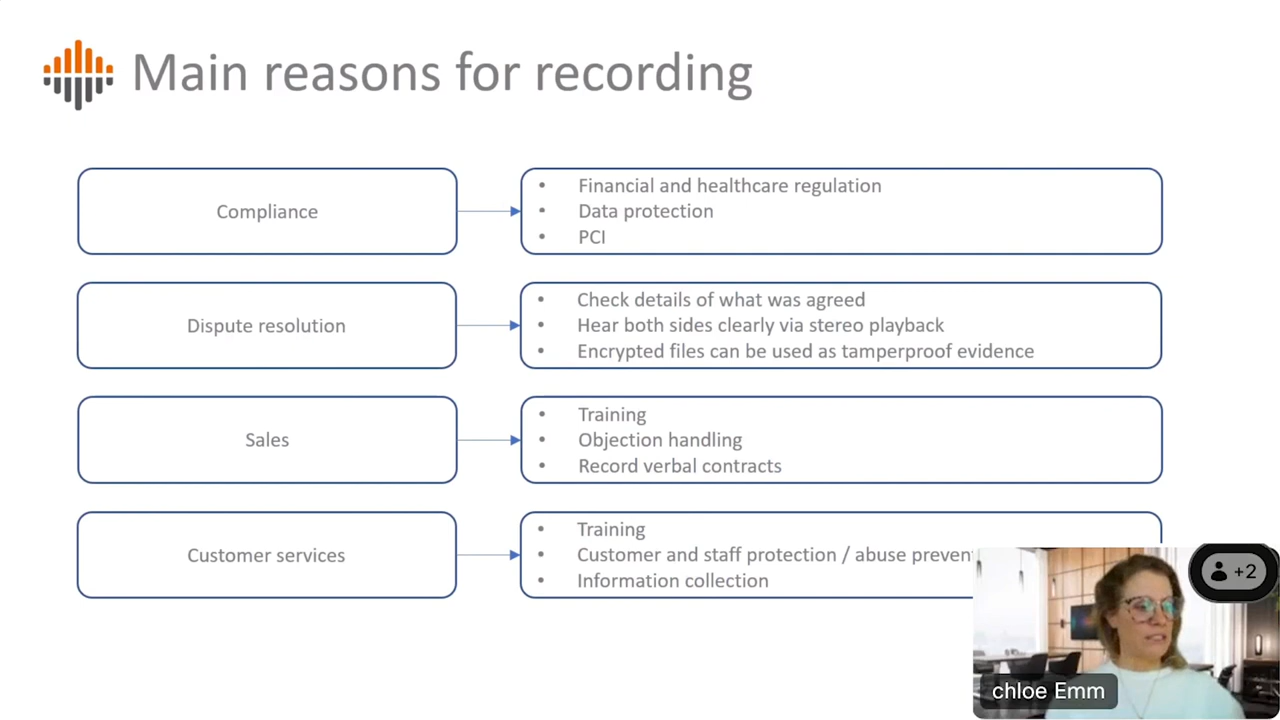 Main reasons for recording
Compliance
• Financial and healthcare regulation
• Data protection
• PCI
Dispute resolution
• Check details of what was agreed
• Hear both sides clearly via stereo playback
• Encrypted files can be used as tamperproof evidence
Sales
• Training
• Objection handling
• Record verbal contracts
Customer services
• Training
• Customer and staff protection / abuse
• Information collection
+2
chloe Emm